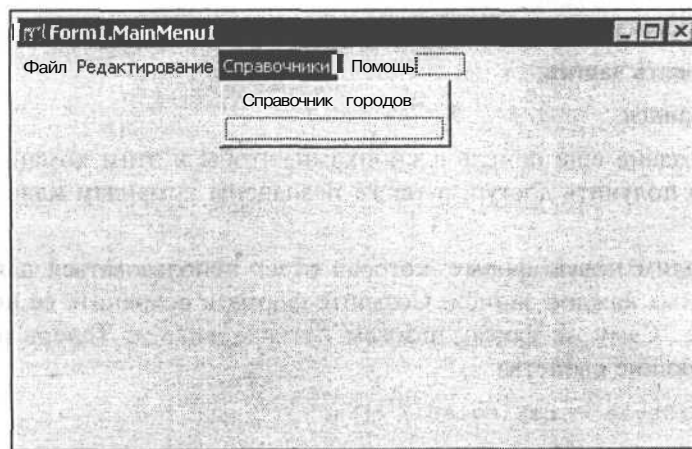 Form1.MainMenu1
Файл Редактирование Справочники Помощь
Справочник городов